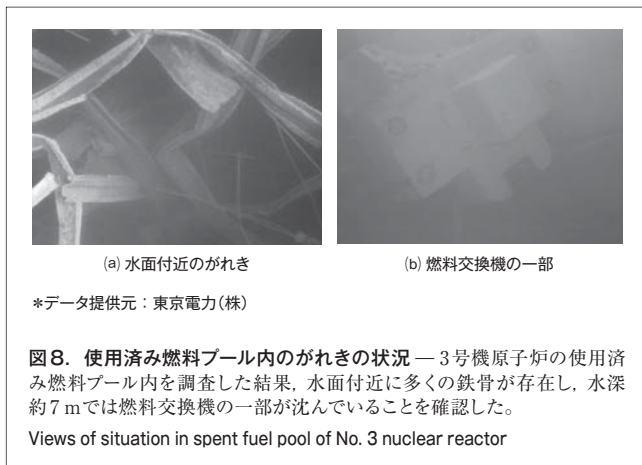 (a) 水面付近のがれき
(b) 燃料交換機の一部
*データ提供元：東京電力(株)
図8. 使用済み燃料プール内のがれきの状況 — 3号機原子炉の使用済
み燃料プール内を調査した結果，水面付近に多くの鉄骨が存在し，水深
約7 mでは燃料交換機の一部が沈んでいることを確認した。
Views of situation in spent fuel pool of No. 3 nuclear reactor